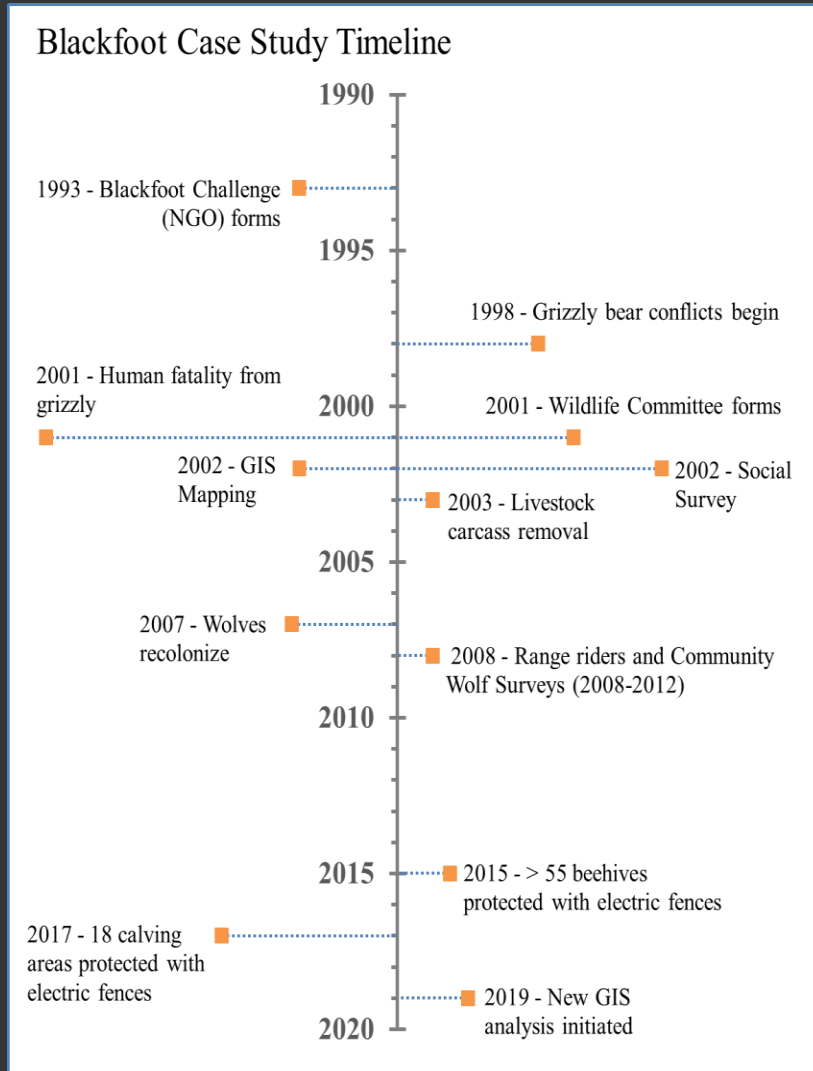 Blackfoot Case Study Timeline
1990
1993 - Blackfoot Challenge
(NGO) forms
1995
1998 - Grizzly bear conflicts begin
2001 - Human fatality from
grizzly
2000
2001 - Wildlife Committee forms
2002 - GIS
Mapping
2002 - Social
Survey
2003 - Livestock
carcass removal
2005
2007 - Wolves
recolonize
2008 - Range riders and Community
Wolf Surveys (2008-2012)
2010
2015
2015 - > 55 beehives
protected with electric fences
2017 - 18 calving
areas protected with
electric fences
2019 - New GIS
analysis initiated
2020